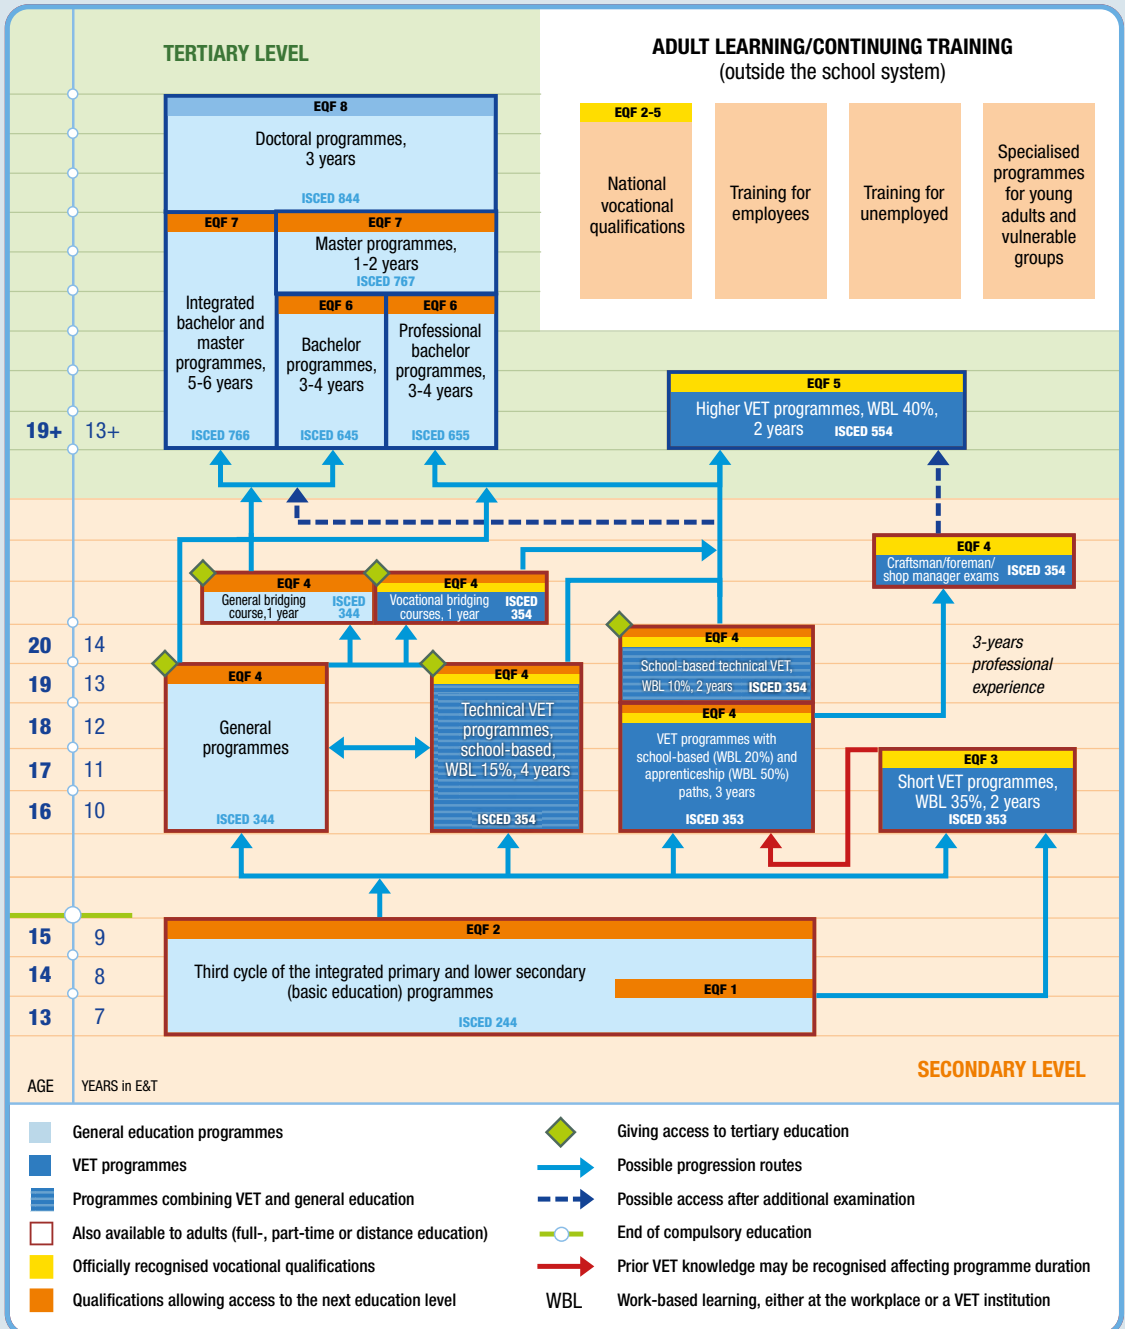 TERTIARY LEVEL
ADULT LEARNING/CONTINUING TRAINING
(outside the school system)
EQF 2-5
National
vocational
qualifications
Training for
employees
Training for
unemployed
Specialised
programmes
for young
adults and
vulnerable
groups
EQF 8
Doctoral programmes,
3 years
ISCED 844
EQF 7
Integrated
bachelor and
master
programmes,
5-6 years
ISCED 766
EQF 7
Master programmes,
1-2 years
ISCED 767
EQF 6
Bachelor
programmes,
3-4 years
ISCED 645
EQF 6
Professional
bachelor
programmes,
3-4 years
ISCED 655
EQF 5
Higher VET programmes, WBL 40%,
2 years ISCED 554
19+ 13+
EQF 4
Craftsman/foreman/
shop manager exams ISCED 354
EQF 4
General bridging
course,1 year
ISCED
344
EQF 4
Vocational bridging
courses, 1 year
ISCED
354
20 14
19 13
18 12
17 11
16 10
EQF 4
General
programmes
ISCED 344
EQF 4
Technical VET
programmes,
school-based,
WBL 15%, 4 years
ISCED 354
EQF 4
School-based technical VET,
WBL 10%, 2 years ISCED 354
EQF 4
VET programmes with
school-based (WBL 20%) and
apprenticeship (WBL 50%)
paths, 3 years
ISCED 353
3-years
professional
experience
EQF 3
Short VET programmes,
WBL 35%, 2 years
ISCED 353
15 9
14 8
13 7
EQF 2
Third cycle of the integrated primary and lower secondary
(basic education) programmes
EQF 1
ISCED 244
SECONDARY LEVEL
AGE YEARS in E&T
General education programmes
VET programmes
Programmes combining VET and general education
Also available to adults (full-, part-time or distance education)
Officially recognised vocational qualifications
Qualifications allowing access to the next education level
Giving access to tertiary education
Possible progression routes
Possible access after additional examination
End of compulsory education
Prior VET knowledge may be recognised affecting programme duration
WBL Work-based learning, either at the workplace or a VET institution